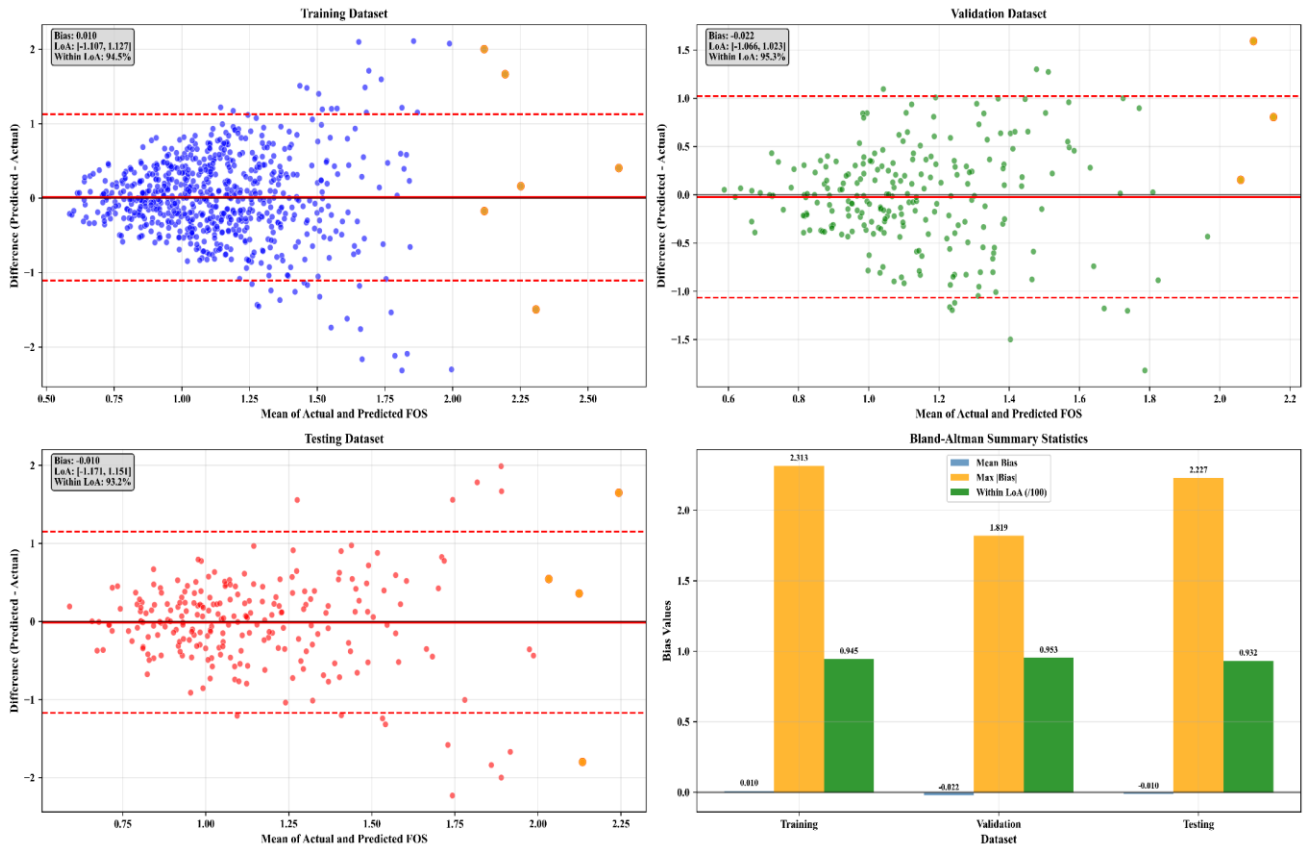 Training Dataset
Bias: 0.010
LoA: [-1.107, 1.127]
Within LoA: 94.5%
Difference (Predicted - Actual)
2
1
0
−1
−2
0.50 0.75 1.00 1.25 1.50 1.75 2.00 2.25 2.50
Mean of Actual and Predicted FOS
Validation Dataset
Bias: -0.022
LoA: [-1.066, 1.023]
Within LoA: 95.3%
Difference (Predicted - Actual)
1.5
1.0
0.5
0.0
−0.5
−1.0
−1.5
0.6 0.8 1.0 1.2 1.4 1.6 1.8 2.0 2.2
Mean of Actual and Predicted FOS
Testing Dataset
Bias: -0.010
LoA: [-1.171, 1.151]
Within LoA: 93.2%
Difference (Predicted - Actual)
2
1
0
−1
−2
0.75 1.00 1.25 1.50 1.75 2.00 2.25
Mean of Actual and Predicted FOS
Bland-Altman Summary Statistics
Mean Bias
Max |Bias|
Within LoA (/100)
Bias Values
2.0
1.5
1.0
0.5
0.0
0.010 2.313 0.945
-0.022 1.819 0.953
-0.010 2.227 0.932
Training Validation Testing
Dataset